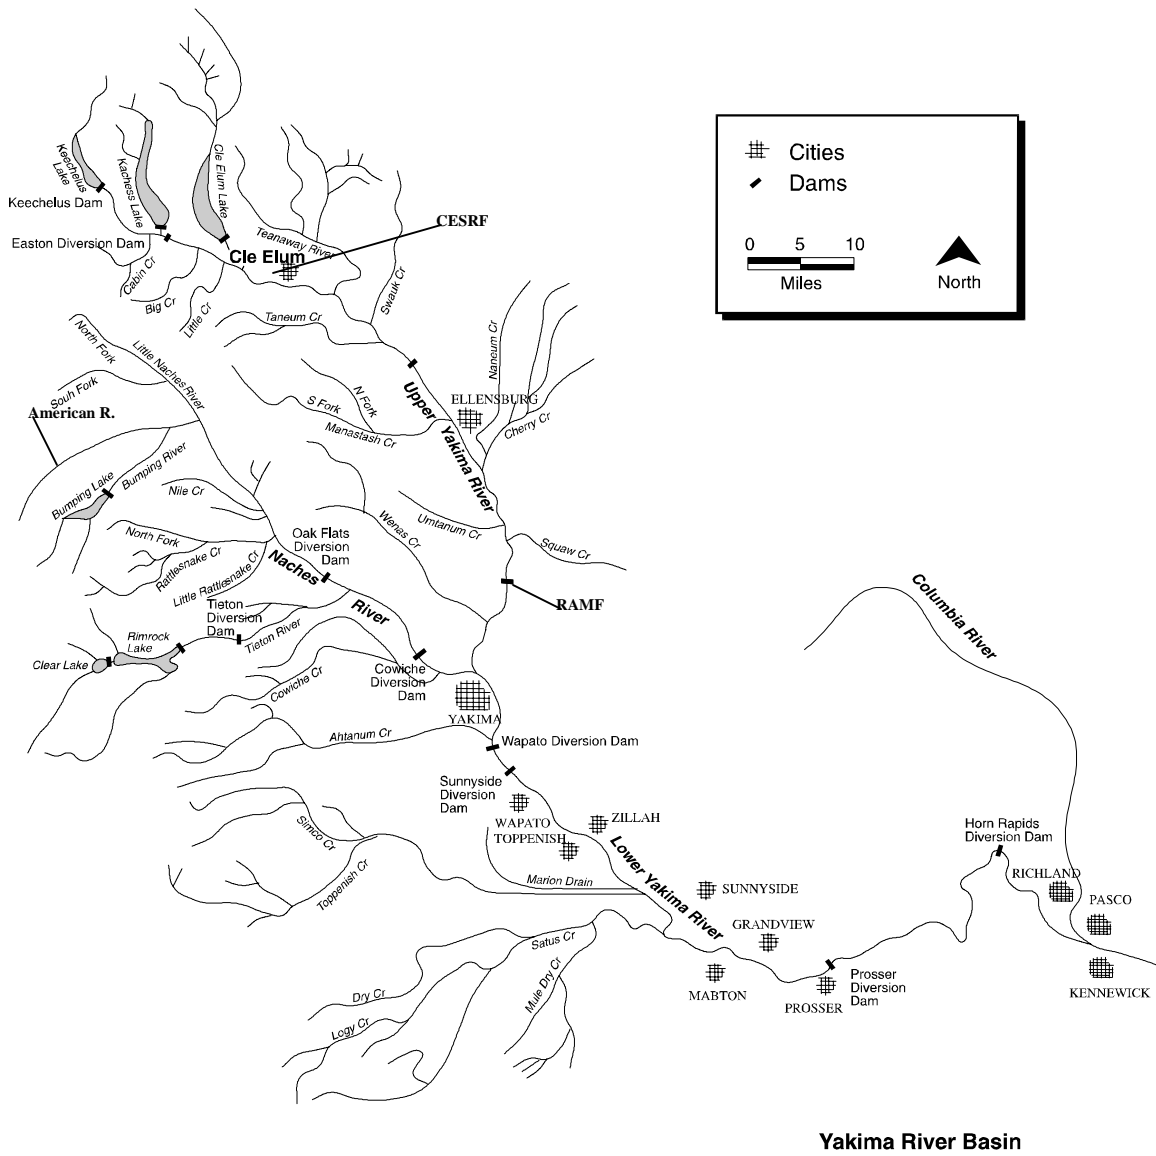 Cities
Dams
0 5 10
Miles
North
Keechelus
Lake
Kachess Lake
Cle Elum Lake
Keechelus Dam
Easton Diversion Dam
CESRF
Teanaway River
Cle Elum
Cabin Cr
Big Cr
Little Cr
Swauk Cr
Taneum Cr
North Fork
Little Naches River
Souh Fork
American R.
Naneum Cr
Upper
Yakima River
ELLENSBURG
N Fork
S Fork
Manastash Cr
Cherry Cr
Bumping Lake
Bumping River
Nile Cr
North Fork
Rattlesnake Cr
Little Rattlesnake Cr
Oak Flats
Diversion
Dam
Wenas Cr
Umtanum Cr
Squaw Cr
Naches
River
RAMF
Columbia River
Tieton
Diversion
Dam
Tieton River
Rimrock
Lake
Clear Lake
Cowiche Cr
Cowiche
Diversion
Dam
YAKIMA
Ahtanum Cr
Wapato Diversion Dam
Sunnyside
Diversion
Dam
WAPATO
TOPPENISH
ZILLAH
Simco Cr
Toppenish Cr
Marion Drain
Lower Yakima River
SUNNYSIDE
GRANDVIEW
MABTON
PROSSER
Prosser
Diversion
Dam
Horn Rapids
Diversion Dam
RICHLAND
PASCO
KENNEWICK
Satus Cr
Mule Dry Cr
Dry Cr
Logy Cr
Yakima River Basin